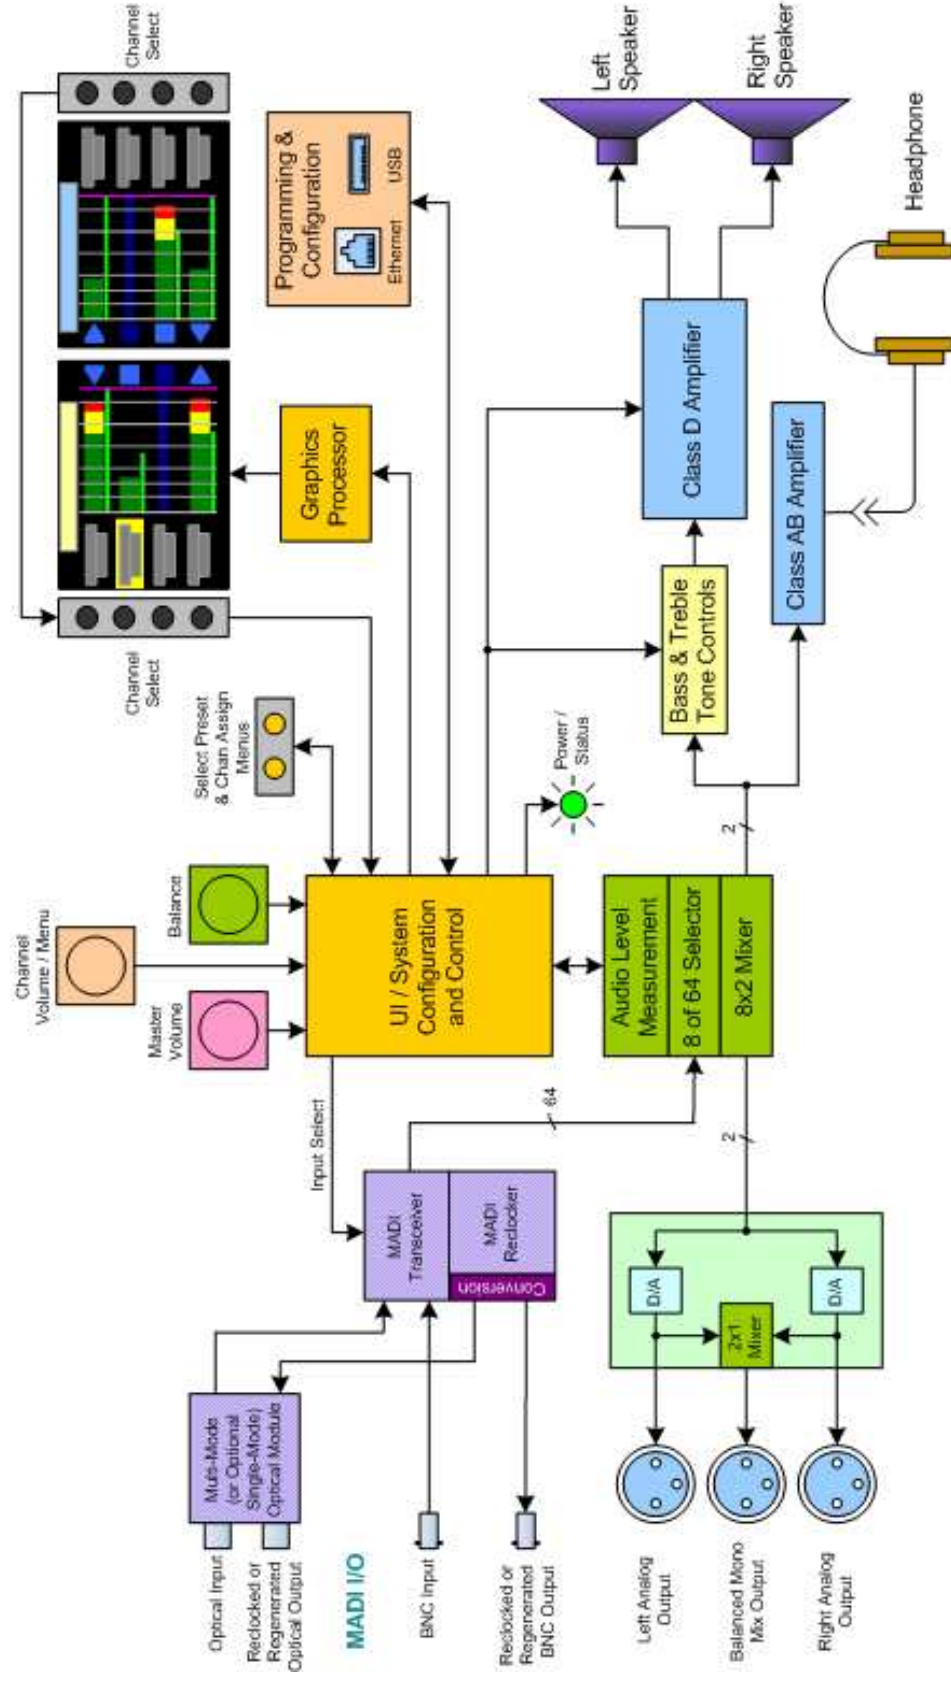 Channel
Select
Channel
Select
Programming &
Configuration
Ethernet
USB
Graphics
Processor
Select Preset
& Chan Assign
Menus
Channel
Volume / Menu
Balance
Master
Volume
UI / System
Configuration
and Control
Input Select
Power /
Status
Multi-Mode
(or Optional
Single-Mode)
Optical Module
Optical Input
Reclocked or
Regenerated
Optical Output
MADI I/O
BNC Input
Reclocked or
Regenerated
BNC Output
MADI
Transceiver
MADI
Reclocker
Conversion
64
Audio Level
Measurement
8 of 64 Selector
8x2 Mixer
2
2
Bass & Treble
Tone Controls
Class D Amplifier
Class AB Amplifier
Left
Speaker
Right
Speaker
Headphone
D/A
2x1
Mixer
D/A
Left Analog
Output
Balanced Mono
Mix Output
Right Analog
Output